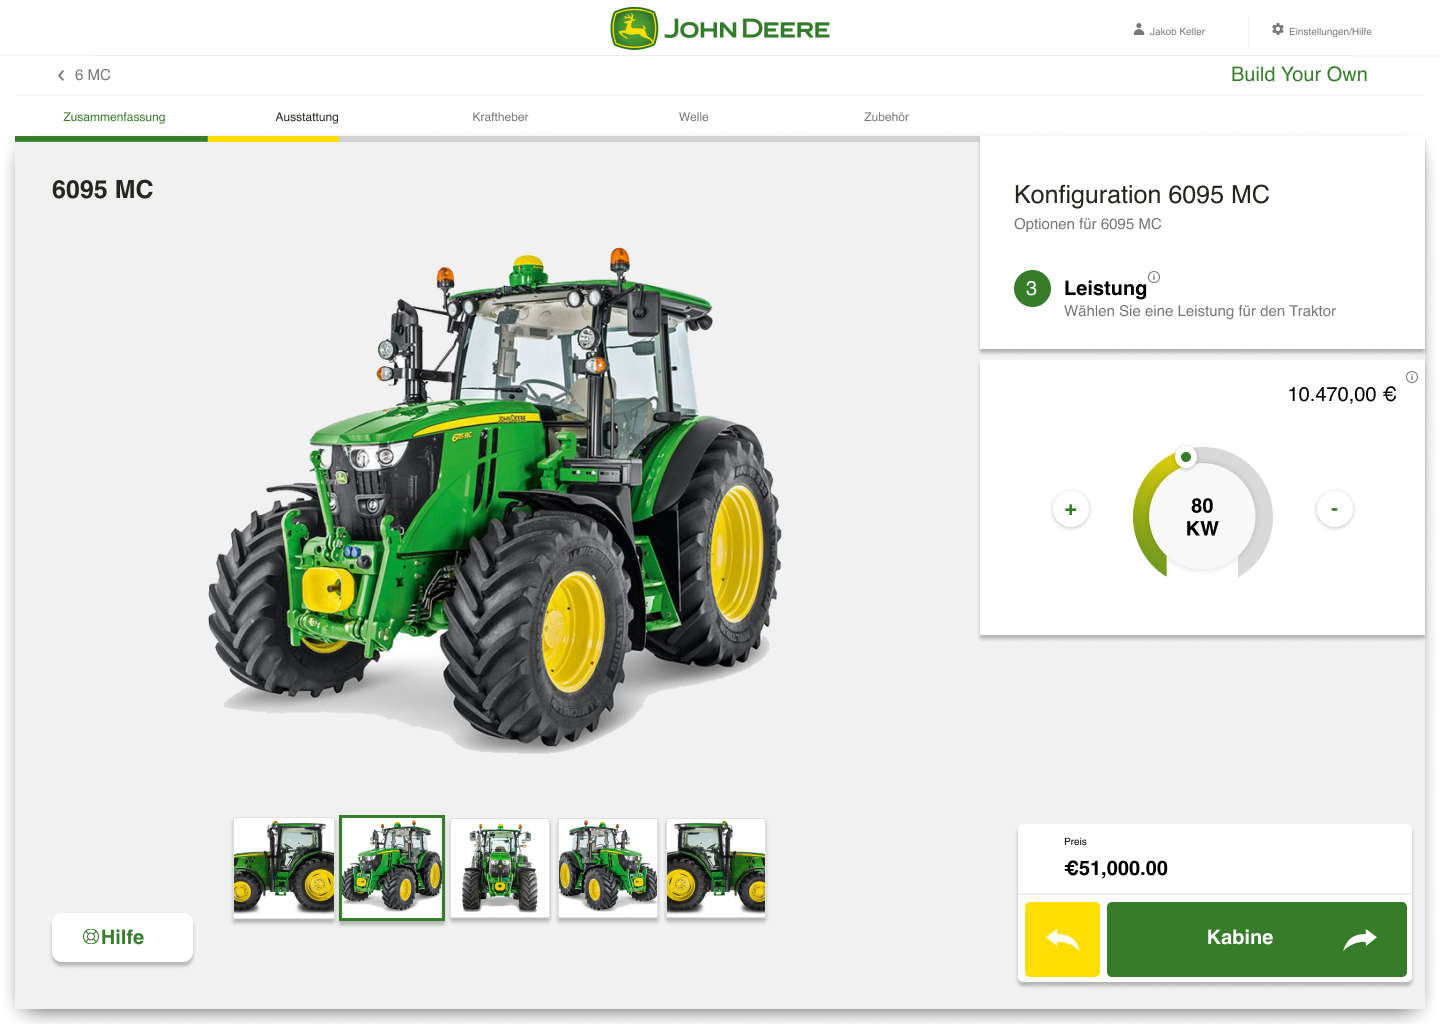 JOHN DEERE
Jakob Keller
Einstellungen/Hilfe
6 MC
Build Your Own
Zusammenfassung
Ausstattung
Kraftheber
Welle
Zubehör
6095 MC
Konfiguration 6095 MC
Optionen für 6095 MC
3
Leistung
Wählen Sie eine Leistung für den Traktor
10.470,00 €
+
80
KW
-
JOHN DEERE
Preis
€51,000.00
Hilfe
Kabine